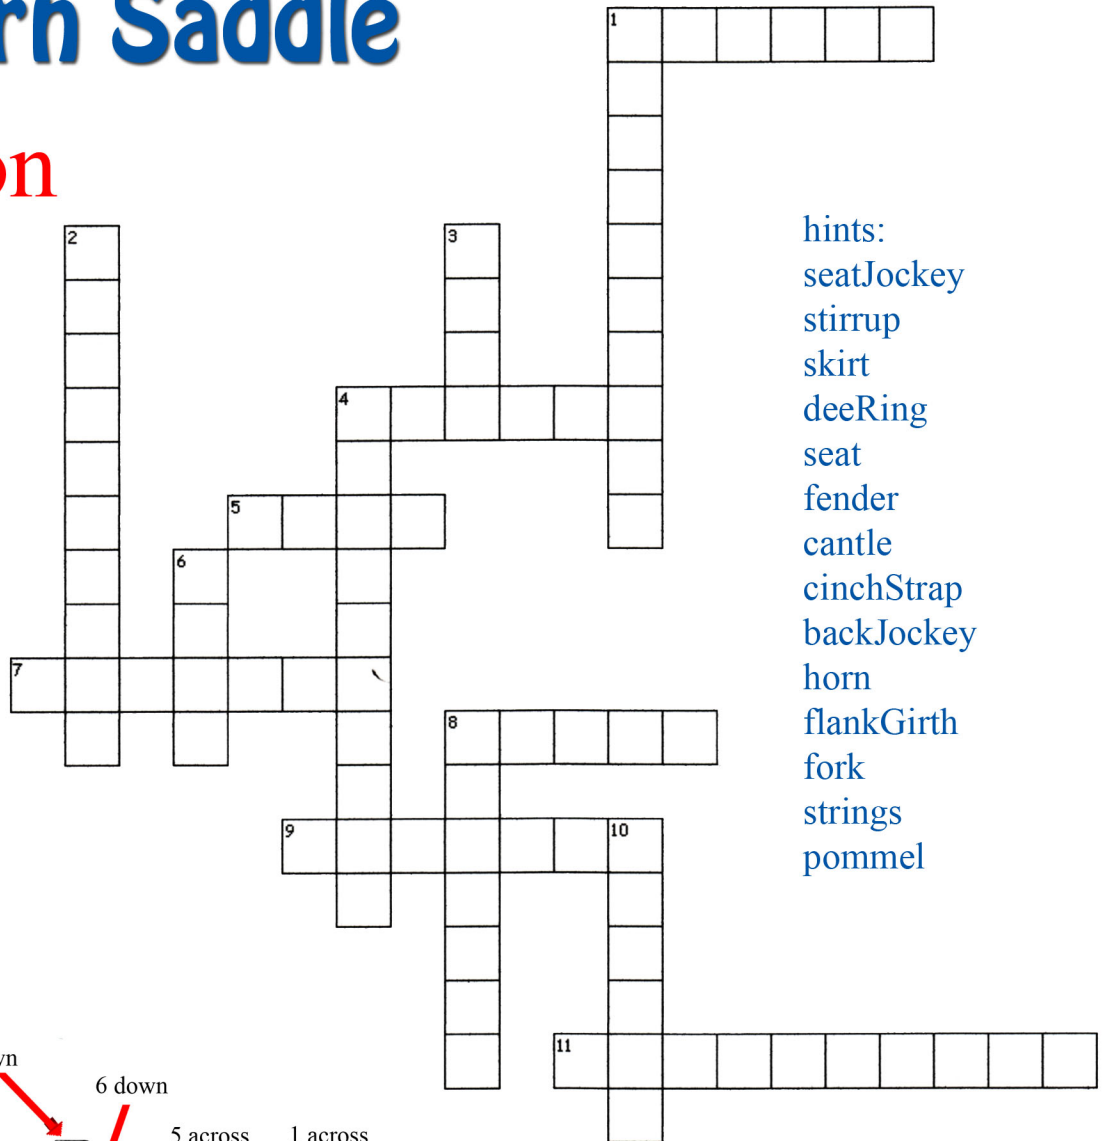 rn Saddle
on
1
2
3
hints:
seatJockey
stirrup
skirt
deeRing
seat
fender
cantle
cinchStrap
backJockey
horn
flankGirth
fork
strings
pommel
4
5
6
7
8
9
10
11
wn
6 down
5 across
1 across